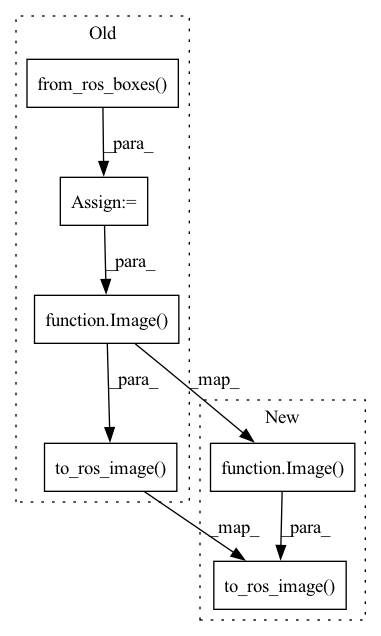 Old
from_ros_boxes()
_para_
Assign:=
_para_
function.Image()
_para_
_map_
New
to_ros_image()
function.Image()
_map_
_para_
to_ros_image()